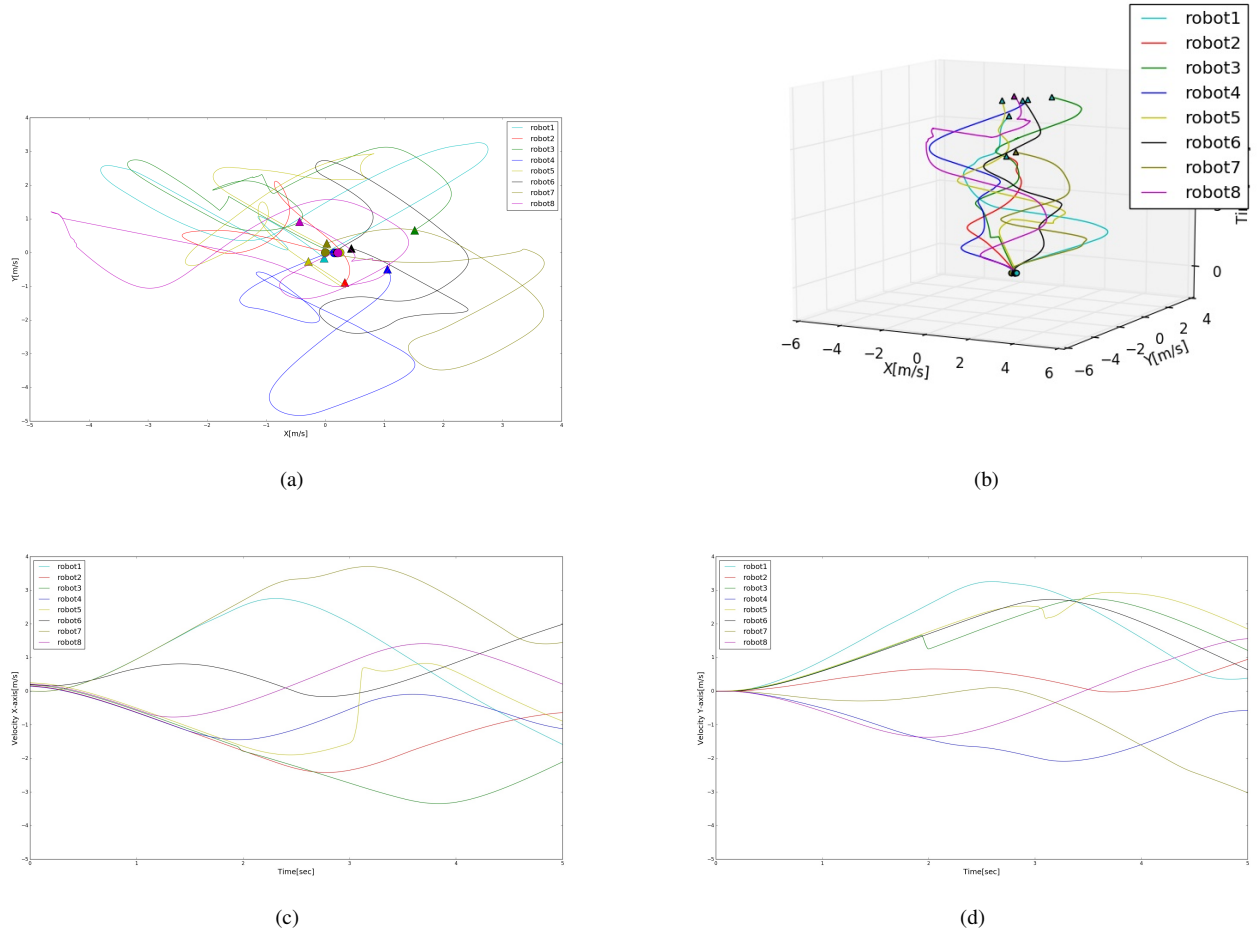 robot1
robot2
robot3
robot4
robot5
robot6
robot7
robot8
4
3
2
1
0
−1
−2
−3
−4
−5
Y[m/s]
−5 −4 −3 −2 −1 0 1 2 3 4
X[m/s]
(a)
robot1
robot2
robot3
robot4
robot5
robot6
robot7
robot8
0
−6 −4 −2 0 2 4 6
X[m/s]
−6 −4 −2 0 2 4
Y[m/s]
(b)
robot1
robot2
robot3
robot4
robot5
robot6
robot7
robot8
4
3
2
1
0
−1
−2
−3
−4
−5
Velocity X-axis[m/s]
0 1 2 3 4 5
Time[sec]
(c)
robot1
robot2
robot3
robot4
robot5
robot6
robot7
robot8
4
3
2
1
0
−1
−2
−3
−4
−5
Velocity Y-axis[m/s]
0 1 2 3 4 5
Time[sec]
(d)